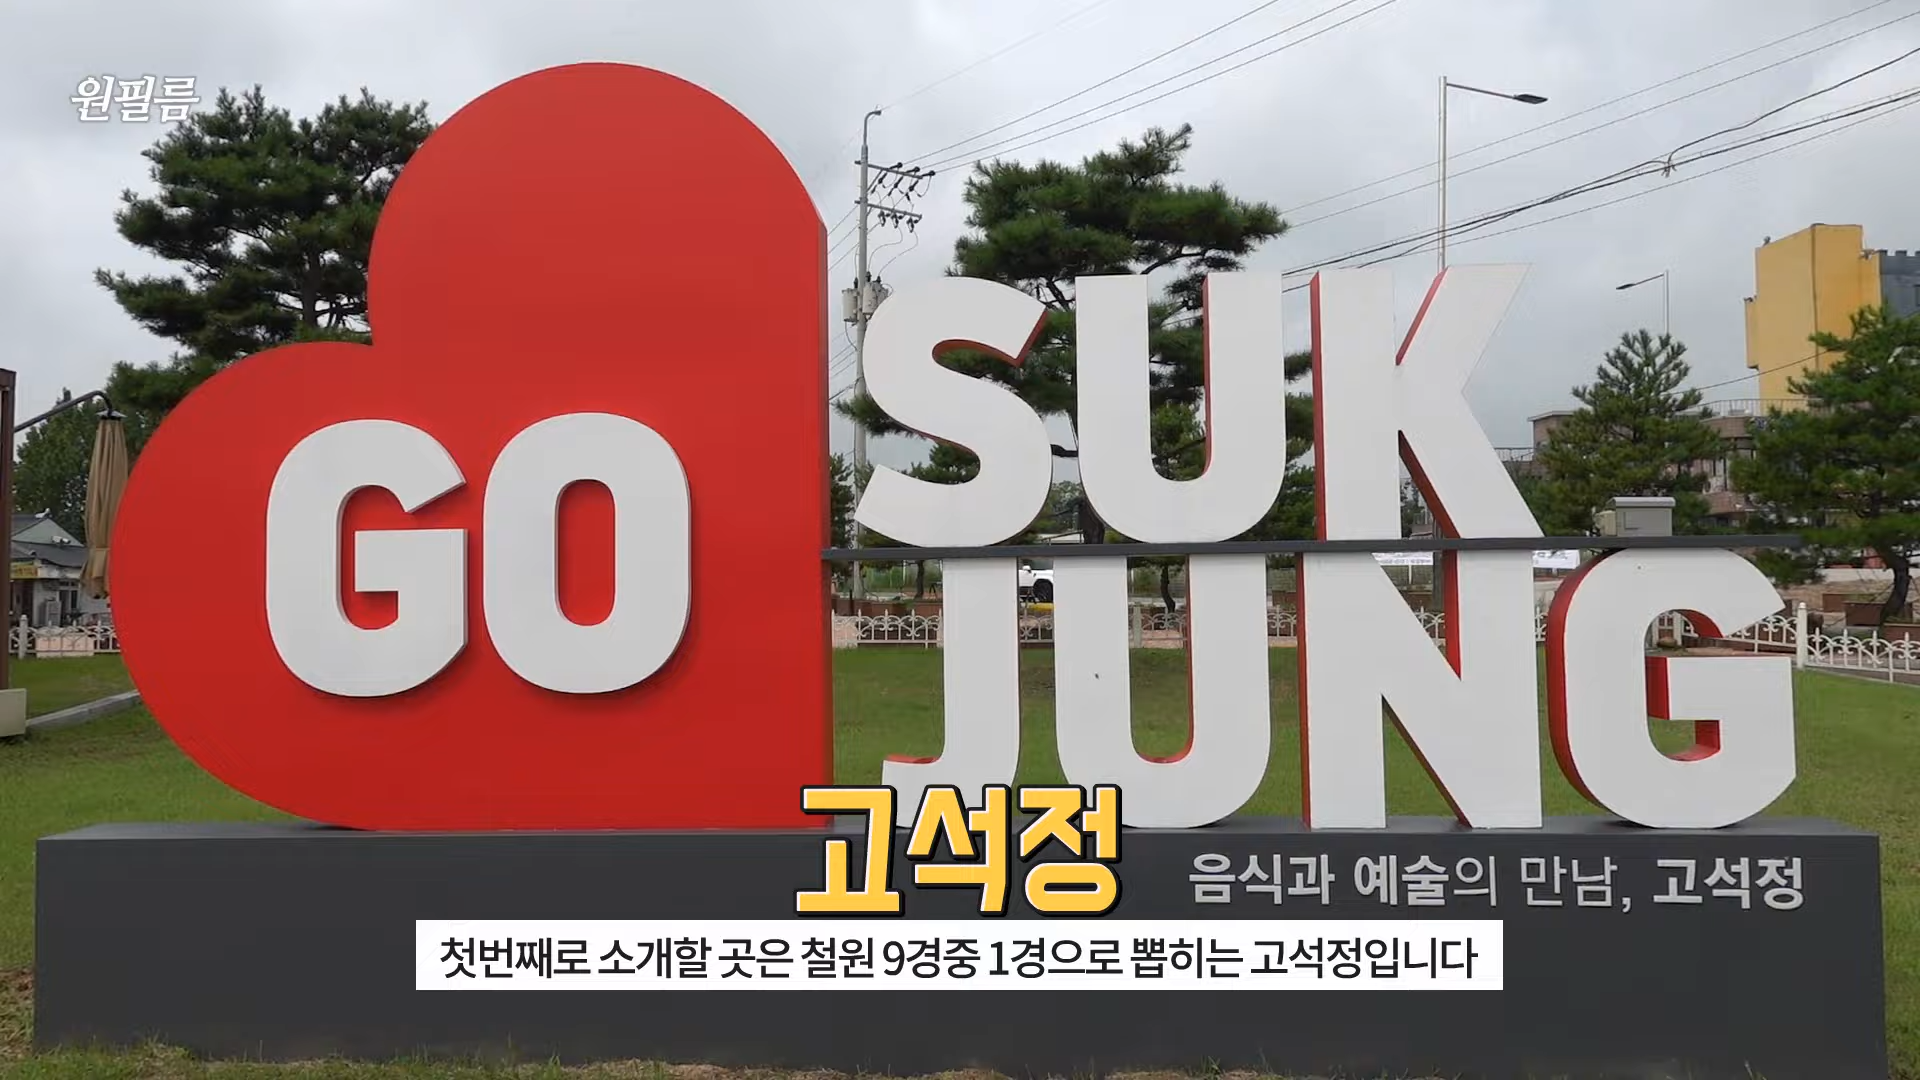 원필름
GO
SUK
JUNG
고석정
음식과 예술의 만남, 고석정
첫번째로 소개할 곳은 철원 9경중 1경으로 뽑히는 고석정입니다